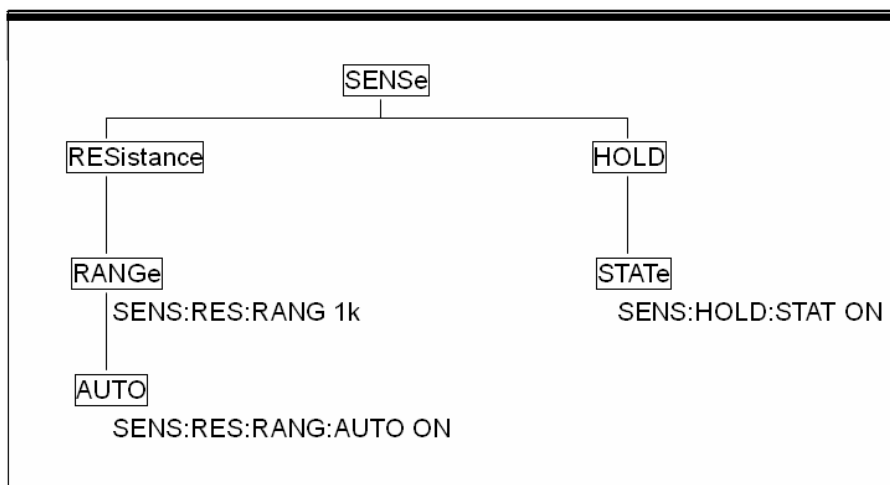 SENSe
RESistance
HOLD
RANGe
STATe
SENS:RES:RANG 1k
SENS:HOLD:STAT ON
AUTO
SENS:RES:RANG:AUTO ON